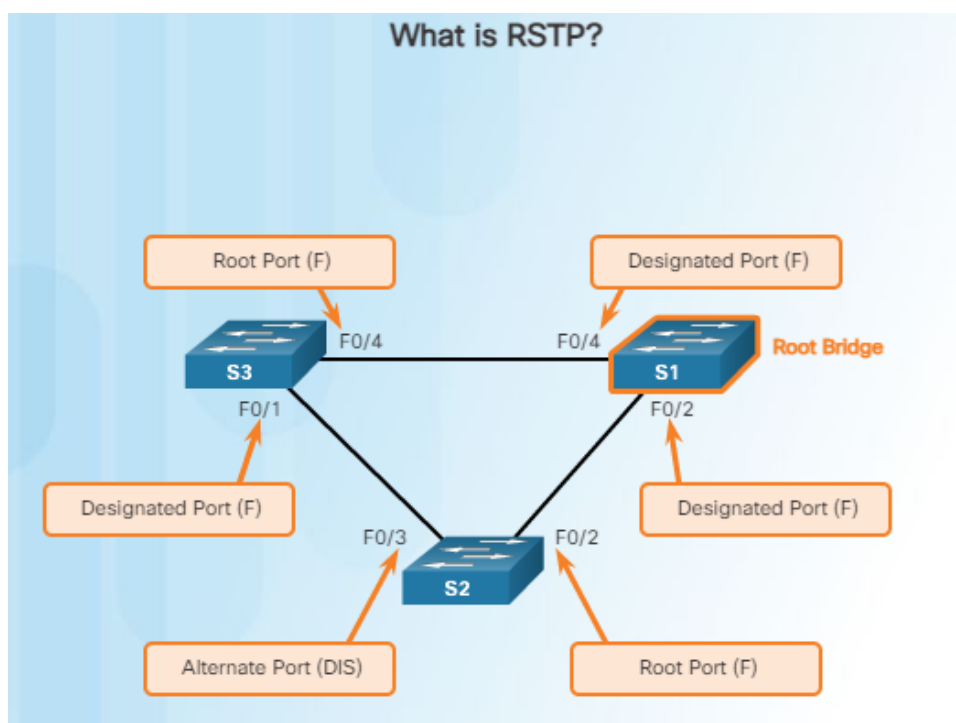 What is RSTP?
Root Port (F)
Designated Port (F)
F0/4
F0/4
Root Bridge
S3
S1
F0/1
F0/2
Designated Port (F)
Designated Port (F)
F0/3
F0/2
S2
Alternate Port (DIS)
Root Port (F)